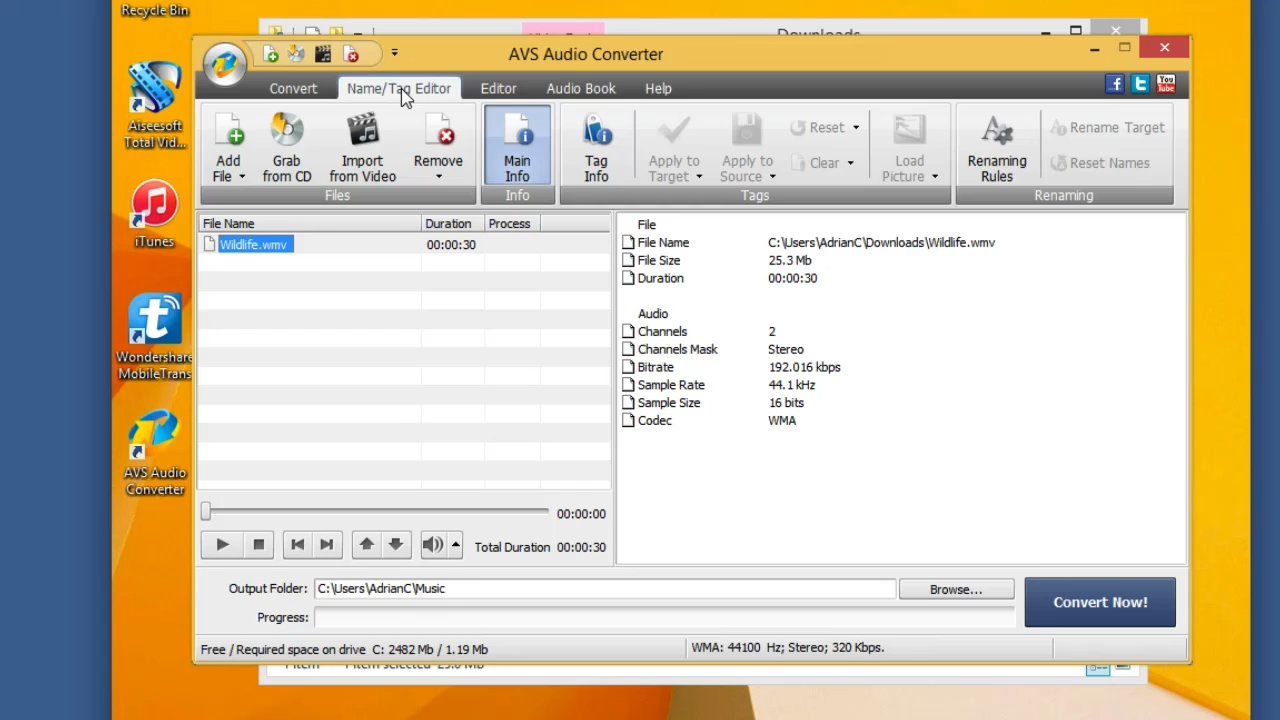 Recycle Bin
Aiseesoft
Total Vid...
iTunes
Wondershare
MobileTrans
AVS Audio
Converter
Downloads
AVS Audio Converter
Convert
Name/Tag Editor
Editor
Audio Book
Help
f
t
You
Tube
Add
File
Grab
from CD
Import
from Video
Remove
Files
Main
Info
Info
Tag
Info
Apply to
Target
Apply to
Source
Reset
Clear
Load
Picture
Tags
Renaming
Rules
Rename Target
Reset Names
Renaming
File Name Duration Process
Wildlife.wmv 00:00:30
File
File Name C:\Users\AdrianC\Downloads\Wildlife.wmv
File Size 25.3 Mb
Duration 00:00:30
Audio
Channels 2
Channels Mask Stereo
Bitrate 192.016 kbps
Sample Rate 44.1 kHz
Sample Size 16 bits
Codec WMA
00:00:00
Total Duration 00:00:30
Output Folder: C:\Users\AdrianC\Music
Browse...
Progress:
Convert Now!
Free / Required space on drive C: 2482 Mb / 1.19 Mb
WMA: 44100 Hz; Stereo; 320 Kbps.